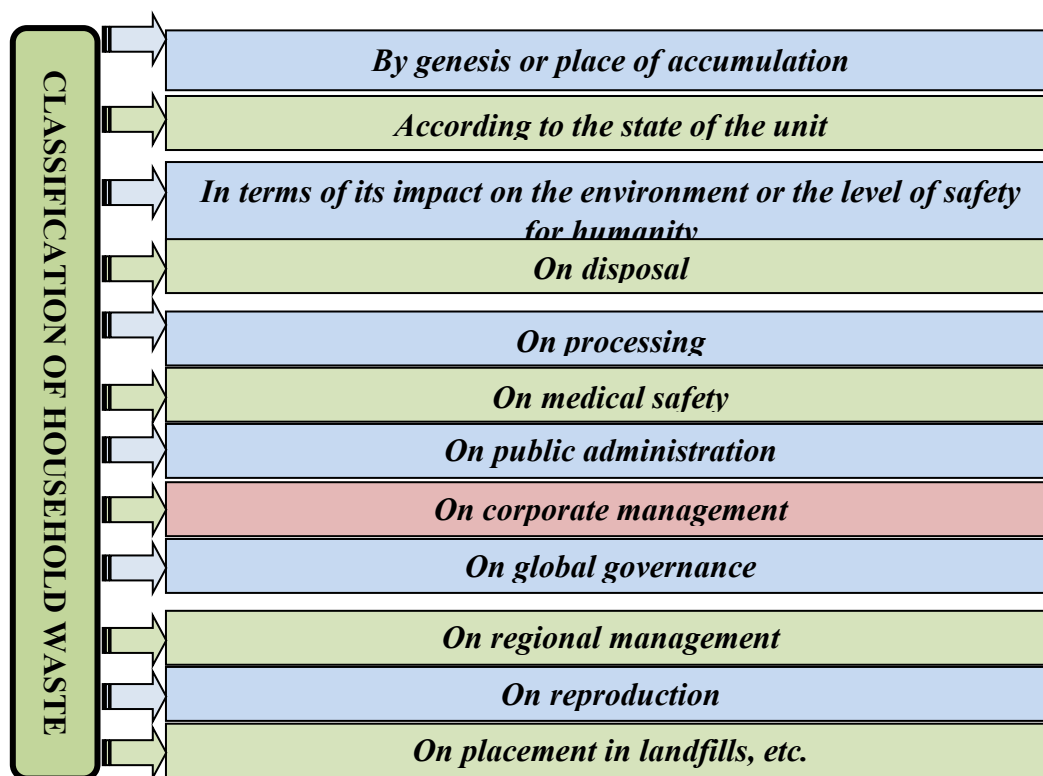 CLASSIFICATION OF HOUSEHOLD WASTE
By genesis or place of accumulation
According to the state of the unit
In terms of its impact on the environment or the level of safety
for humanity
On disposal
On processing
On medical safety
On public administration
On corporate management
On global governance
On regional management
On reproduction
On placement in landfills, etc.